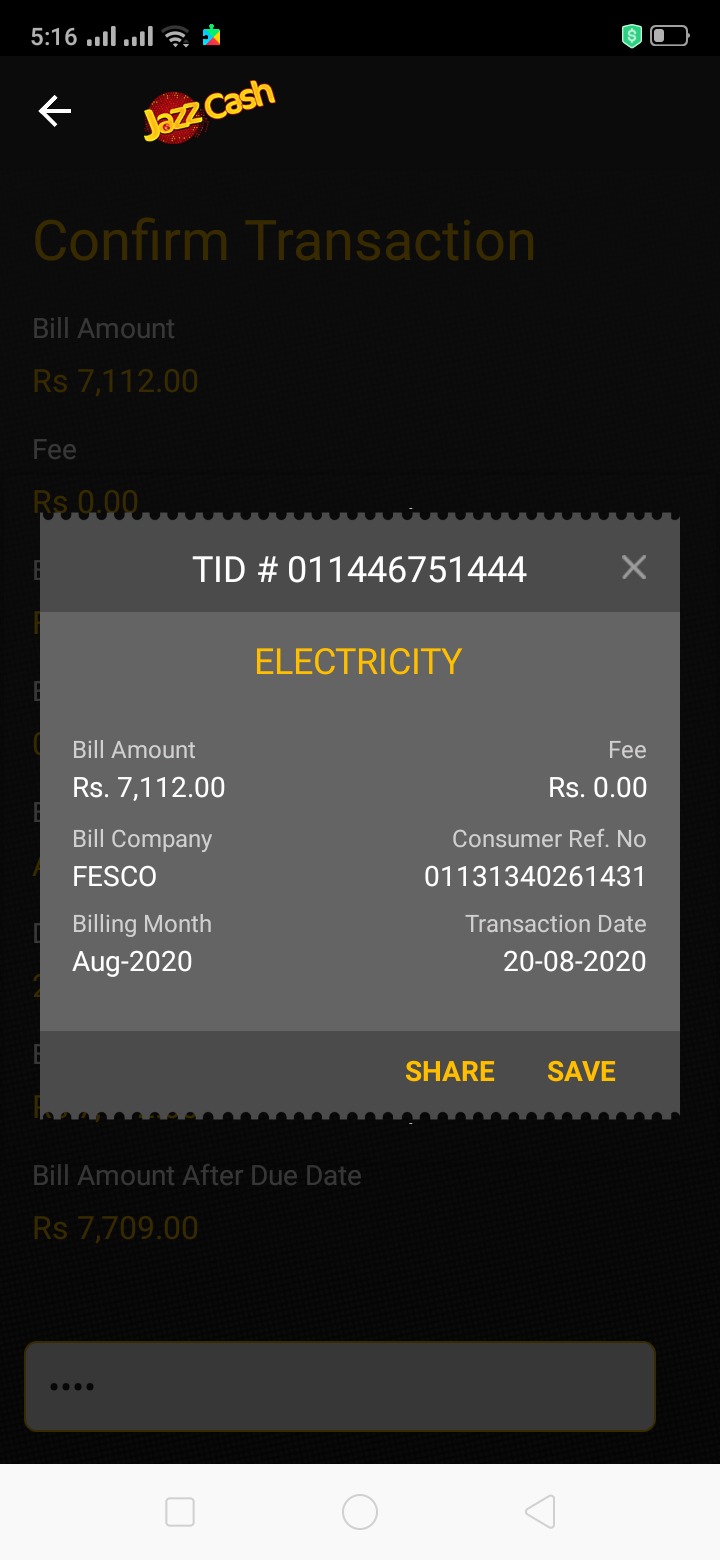 5:16
Jazz Cash
Confirm Transaction
Bill Amount
Rs 7,112.00
Fee
Rs 0.00
TID # 011446751444
ELECTRICITY
Bill Amount Fee
Rs. 7,112.00 Rs. 0.00
Bill Company Consumer Ref. No
FESCO 01131340261431
Billing Month Transaction Date
Aug-2020 20-08-2020
SHARE SAVE
Bill Amount After Due Date
Rs 7,709.00
••••